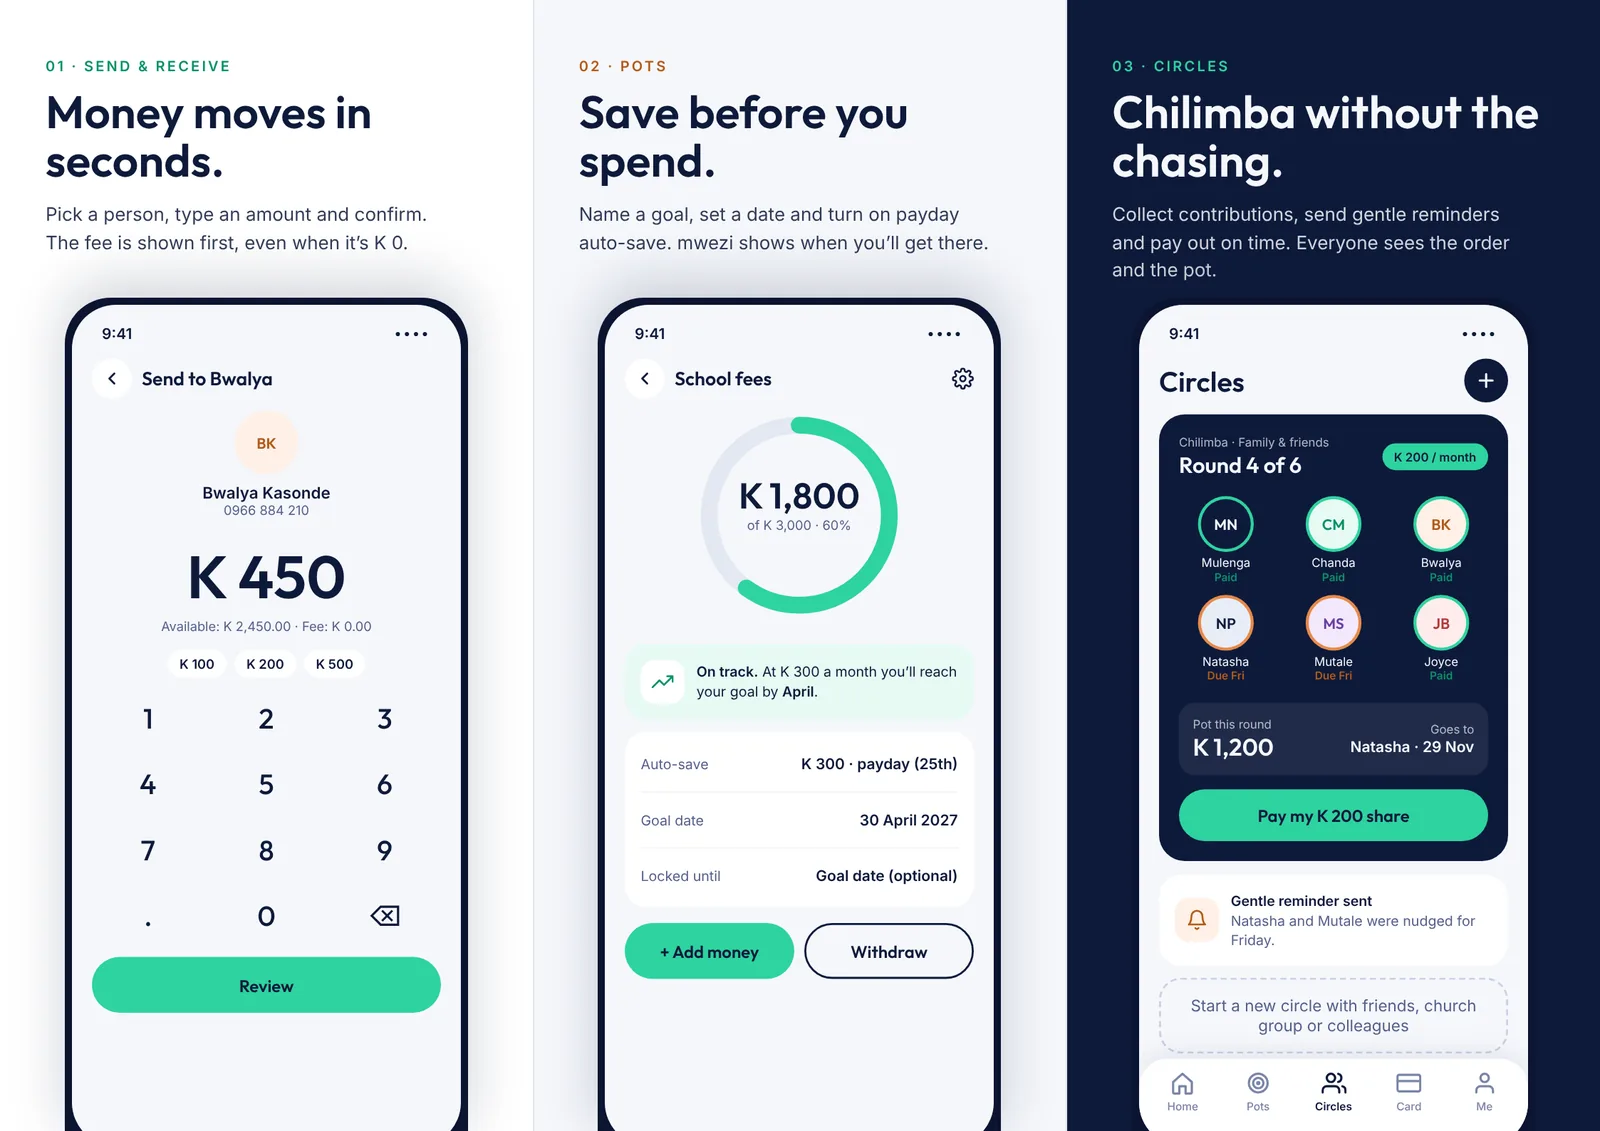 01 · SEND & RECEIVE
Money moves in
seconds.
Pick a person, type an amount and confirm.
The fee is shown first, even when it’s K 0.
9:41
Send to Bwalya
BK
Bwalya Kasonde
0966 884 210
K 450
Available: K 2,450.00 · Fee: K 0.00
K 100 K 200 K 500
1 2 3
4 5 6
7 8 9
. 0
Review
02 · POTS
Save before you
spend.
Name a goal, set a date and turn on payday
auto-save. mwezi shows when you’ll get there.
9:41
School fees
K 1,800
of K 3,000 · 60%
On track. At K 300 a month you’ll reach
your goal by April.
Auto-save K 300 · payday (25th)
Goal date 30 April 2027
Locked until Goal date (optional)
+ Add money Withdraw
03 · CIRCLES
Chilimba without the
chasing.
Collect contributions, send gentle reminders
and pay out on time. Everyone sees the order
and the pot.
9:41
Circles
Chilimba · Family & friends
Round 4 of 6
K 200 / month
MN CM BK
Mulenga Chanda Bwalya
Paid Paid Paid
NP MS JB
Natasha Mutale Joyce
Due Fri Due Fri Paid
Pot this round
K 1,200
Goes to
Natasha · 29 Nov
Pay my K 200 share
Gentle reminder sent
Natasha and Mutale were nudged for
Friday.
Start a new circle with friends, church
group or colleagues
Home Pots Circles Card Me